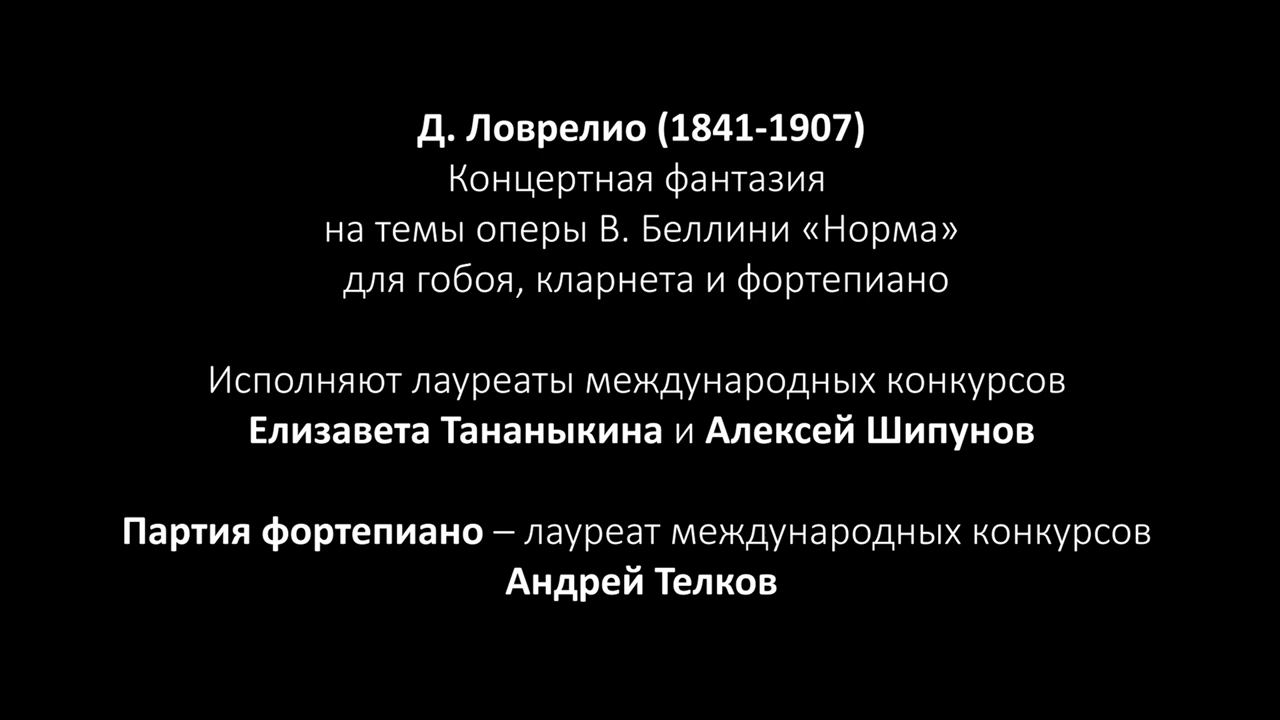 Д. Ловрелио (1841-1907)
Концертная фантазия
на темы оперы В. Беллини «Норма»
для гобоя, кларнета и фортепиано
Исполняют лауреаты международных конкурсов
Елизавета Тананыкина и Алексей Шипунов
Партия фортепиано – лауреат международных конкурсов
Андрей Телков